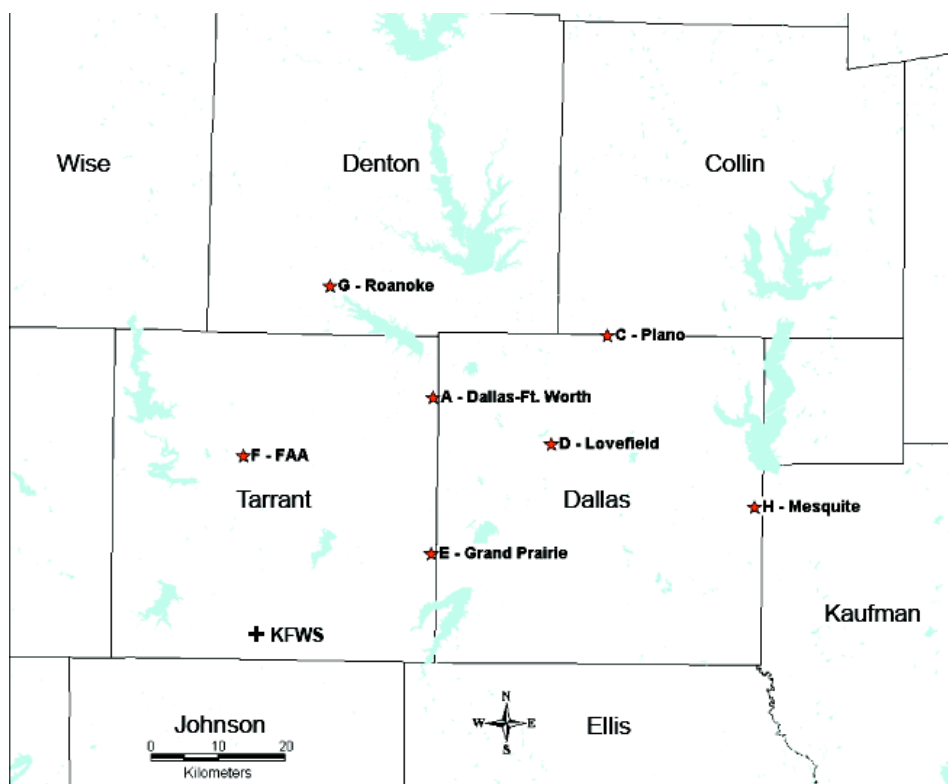 Wise
Denton
Collin
G - Roanoke
C - Plano
A - Dallas-Ft. Worth
D - Lovefield
F - FAA
Tarrant
Dallas
H - Mesquite
E - Grand Prairie
Kaufman
KFWS
N
W E
S
Johnson
Ellis
0 10 20
Kilometers